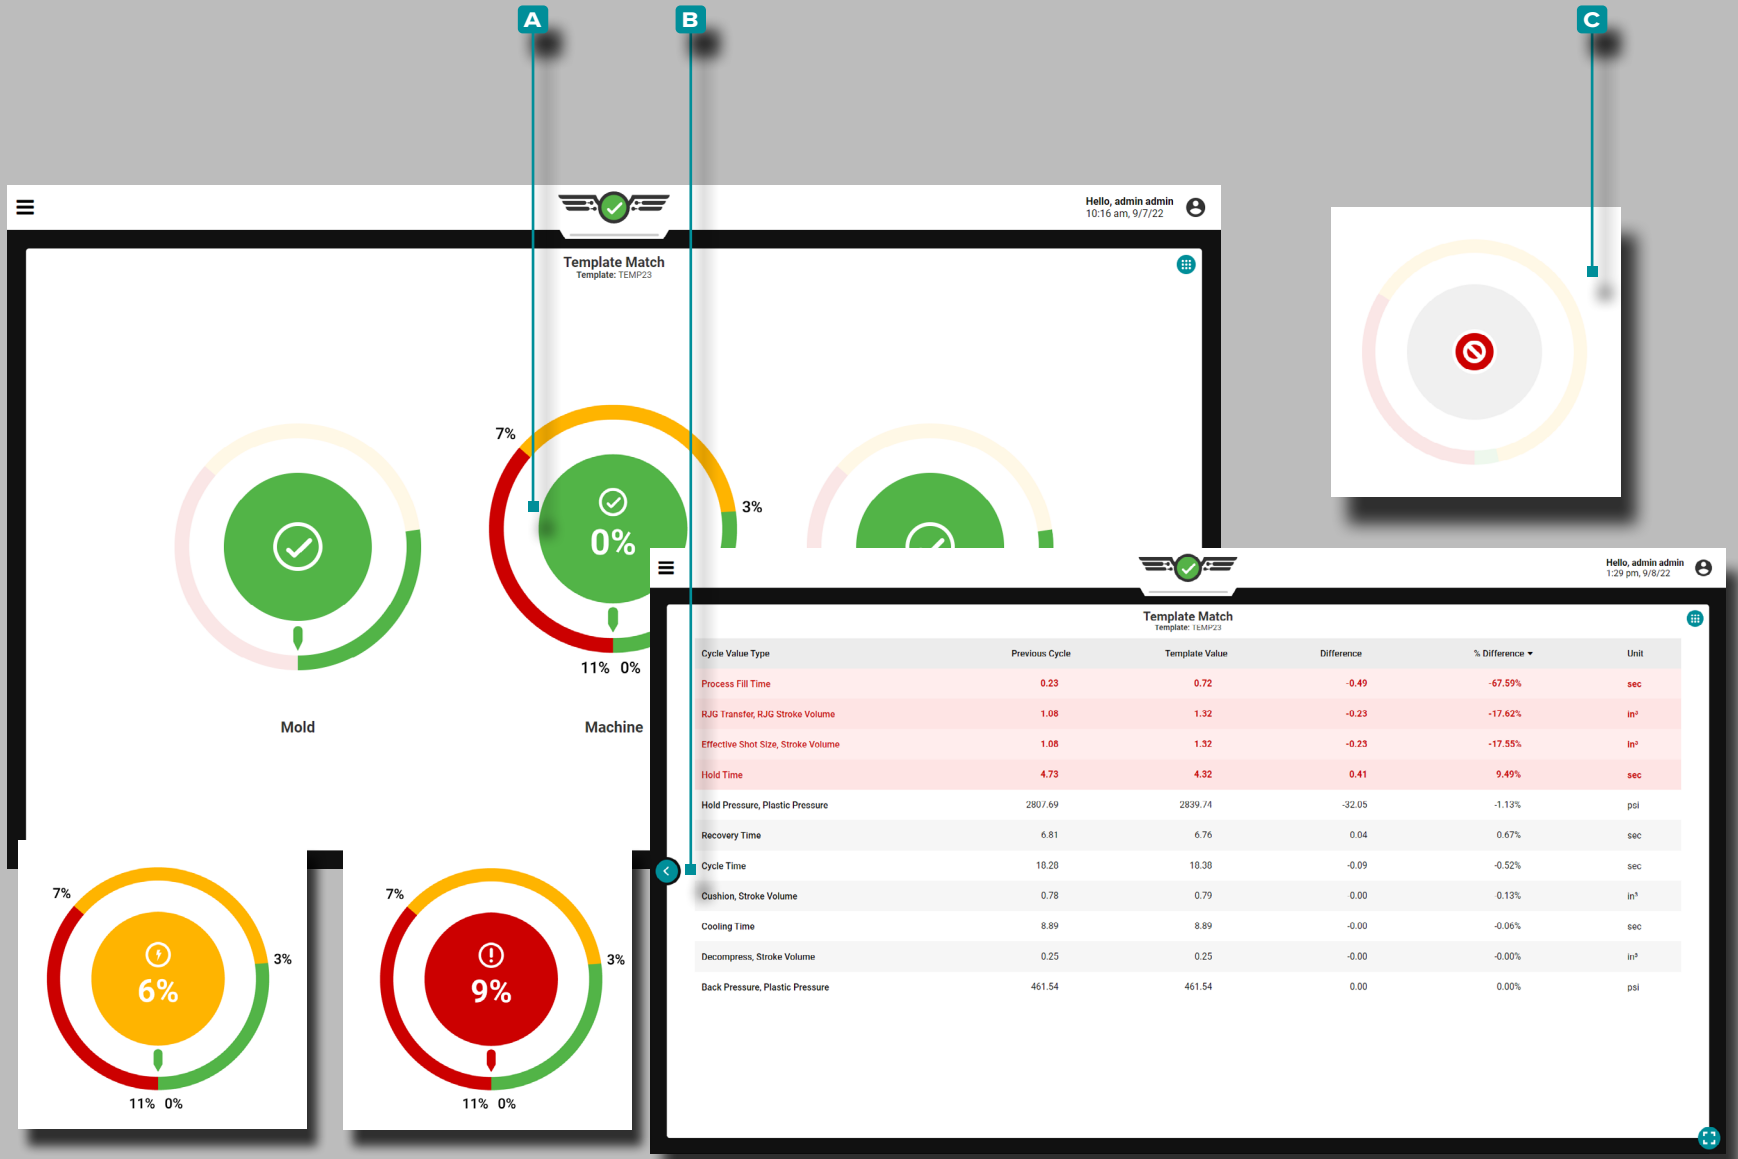 A
B
C
Hello, admin admin
10:16 am, 9/7/22
Template Match
Template: TEMP23
7%
0%
3%
11% 0%
Mold
Machine
Hello, admin admin
1:29 pm, 9/8/22
Template Match
Template: TEMP23
Cycle Value Type Previous Cycle Template Value Difference % Difference Unit
Process Fill Time 0.23 0.72 -0.49 -67.59% sec
RJG Transfer, RJG Stroke Volume 1.08 1.32 -0.23 -17.62% in³
Effective Shot Size, Stroke Volume 1.08 1.32 -0.23 -17.55% in³
Hold Time 4.73 4.32 0.41 9.49% sec
Hold Pressure, Plastic Pressure 2807.69 2839.74 -32.05 -1.13% psi
Recovery Time 6.81 6.76 0.04 0.67% sec
Cycle Time 18.28 18.38 -0.09 -0.52% sec
Cushion, Stroke Volume 0.78 0.79 -0.00 -0.13% in³
Cooling Time 8.89 8.89 -0.00 -0.06% sec
Decompress, Stroke Volume 0.25 0.25 -0.00 -0.00% in³
Back Pressure, Plastic Pressure 461.54 461.54 0.00 0.00% psi
7%
3%
6%
11% 0%
7%
3%
9%
11% 0%